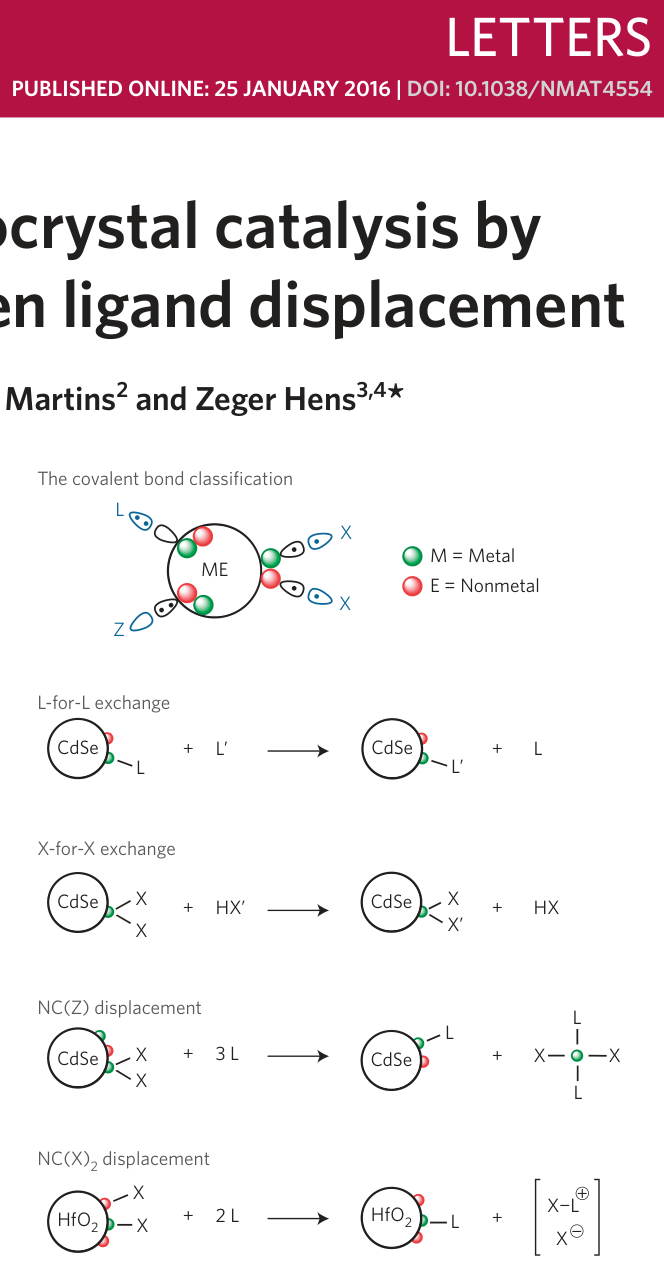 LETTERS
PUBLISHED ONLINE: 25 JANUARY 2016 | DOI: 10.1038/NMAT4554
ocrystal catalysis by
en ligand displacement
Martins2 and Zeger Hens3,4★
The covalent bond classification
L
X
ME
M = Metal
E = Nonmetal
Z
X
L-for-L exchange
CdSe L + L′ CdSe L′ + L
X-for-X exchange
CdSe X X + HX′ CdSe X X′ + HX
NC(Z) displacement
CdSe X X + 3 L CdSe L + L X X L
NC(X)2 displacement
HfO2 X X + 2 L HfO2 L + X–L⊕ X⊖